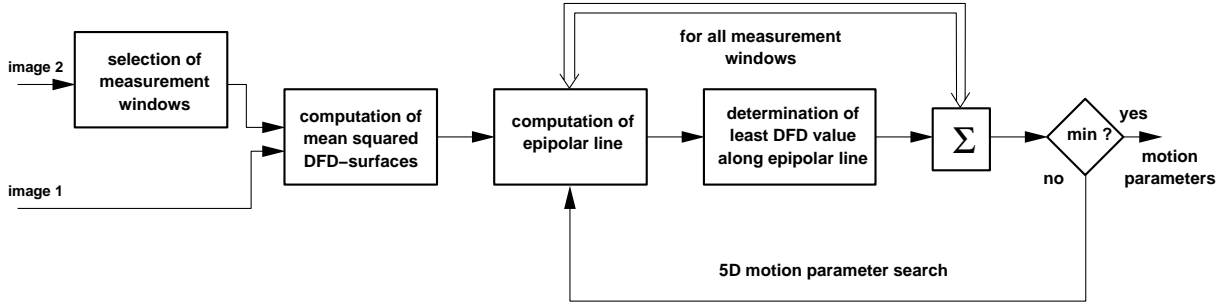 image 2
selection of
measurement
windows
image 1
computation of
mean squared
DFD–surfaces
computation of
epipolar line
for all measurement
windows
determination of
least DFD value
along epipolar line
Σ
min ?
yes
motion
parameters
no
5D motion parameter search